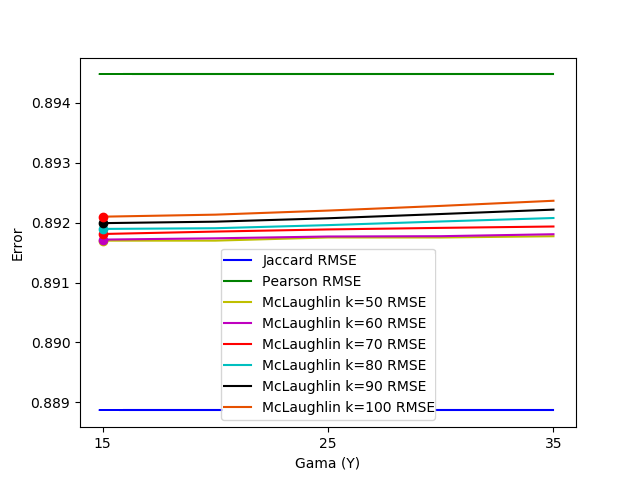 0.894
0.893
0.892
0.891
0.890
0.889
Error
Jaccard RMSE
Pearson RMSE
McLaughlin k=50 RMSE
McLaughlin k=60 RMSE
McLaughlin k=70 RMSE
McLaughlin k=80 RMSE
McLaughlin k=90 RMSE
McLaughlin k=100 RMSE
15 25 35
Gama (Y)